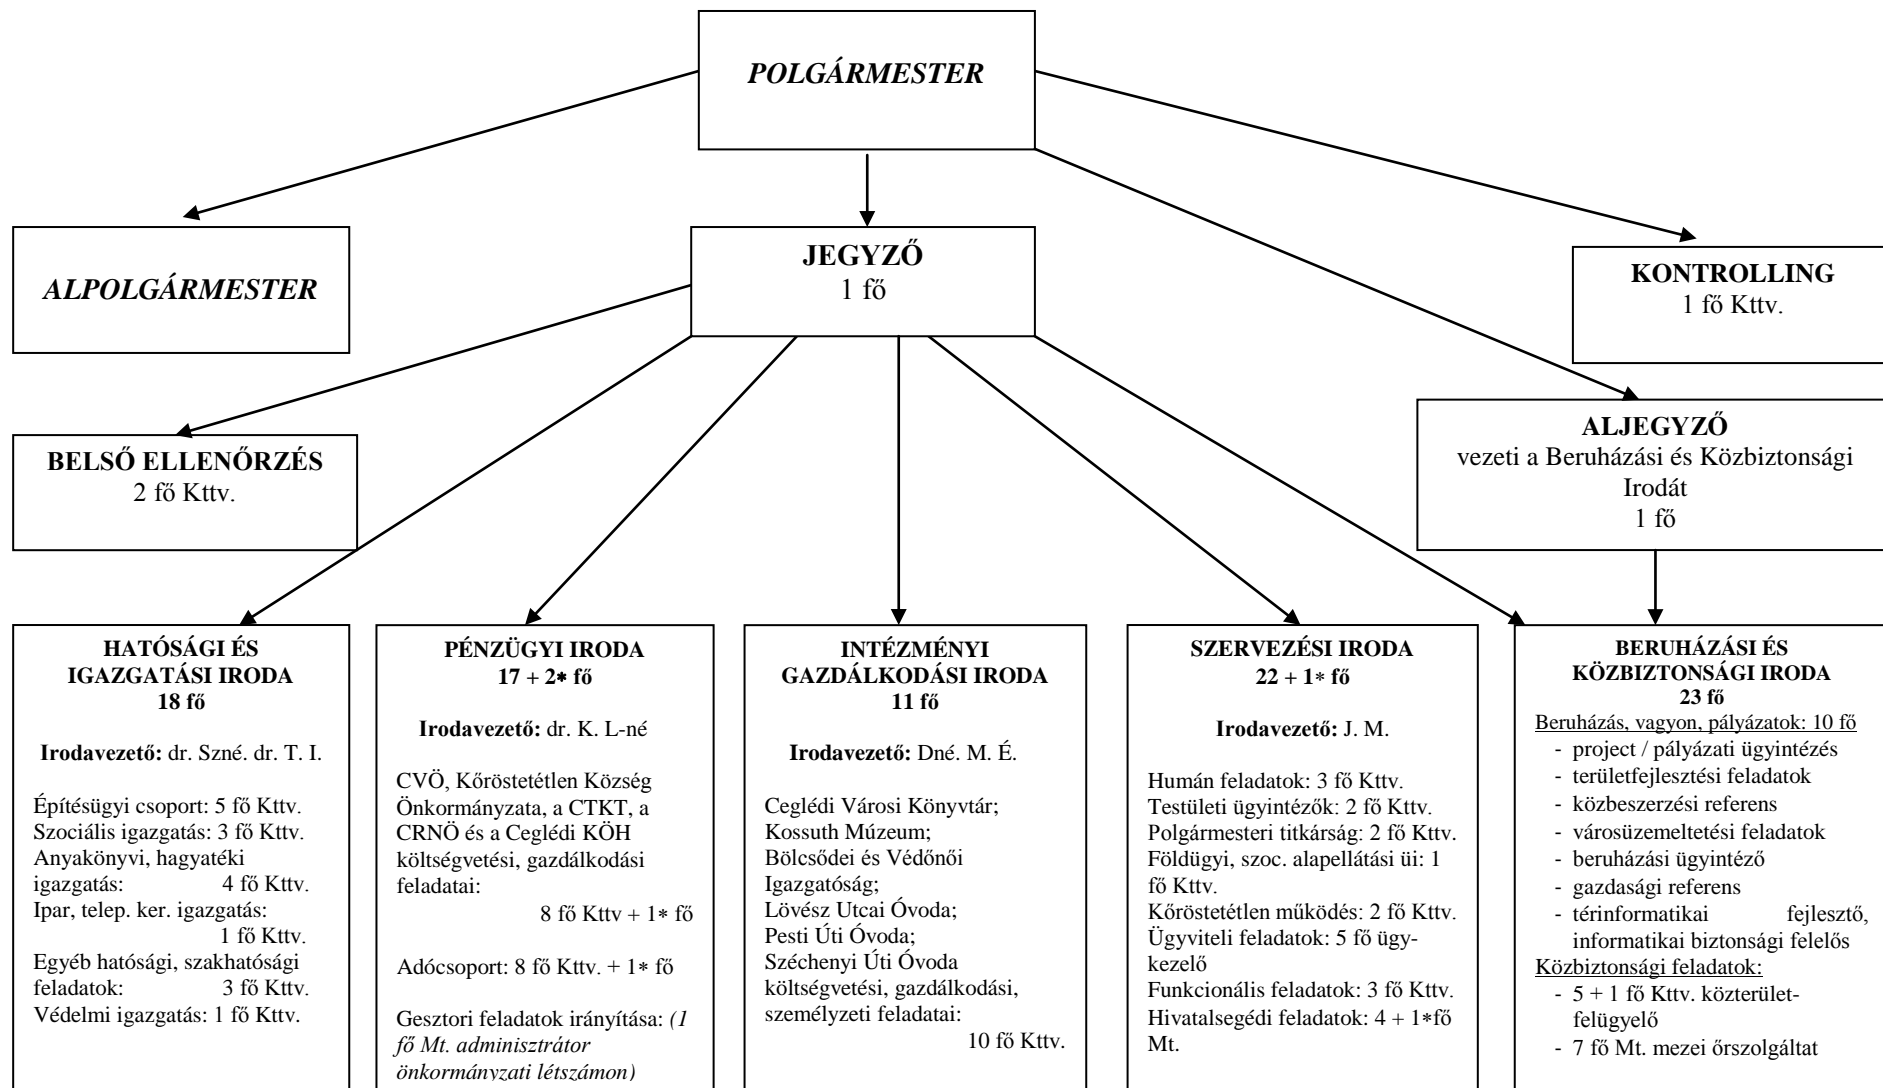 POLGÁRMESTER
ALPOLGÁRMESTER
JEGYZŐ
1 fő
KONTROLLING
1 fő Kttv.
BELSŐ ELLENŐRZÉS
2 fő Kttv.
ALJEGYZŐ
vezeti a Beruházási és Közbiztonsági
Irodát
1 fő
HATÓSÁGI ÉS
IGAZGATÁSI IRODA
18 fő
Irodavezető: dr. Szné. dr. T. I.
Építésügyi csoport: 5 fő Kttv.
Szociális igazgatás: 3 fő Kttv.
Anyakönyvi, hagyatéki
igazgatás: 4 fő Kttv.
Ipar, telep. ker. igazgatás:
1 fő Kttv.
Egyéb hatósági, szakhatósági
feladatok: 3 fő Kttv.
Védelmi igazgatás: 1 fő Kttv.
PÉNZÜGYI IRODA
17 + 2* fő
Irodavezető: dr. K. L-né
CVÖ, Kőröstetétlen Község
Önkormányzata, a CTKT, a
CRNÖ és a Ceglédi KÖH
költségvetési, gazdálkodási
feladatai:
8 fő Kttv + 1* fő
Adócsoport: 8 fő Kttv. + 1* fő
Gesztori feladatok irányítása: (1
fő Mt. adminisztrátor
önkormányzati létszámon)
INTÉZMÉNYI
GAZDÁLKODÁSI IRODA
11 fő
Irodavezető: Dné. M. É.
Ceglédi Városi Könyvtár;
Kossuth Múzeum;
Bölcsődei és Védőnői
Igazgatóság;
Lövész Utcai Óvoda;
Pesti Úti Óvoda;
Széchenyi Úti Óvoda
költségvetési, gazdálkodási,
személyzeti feladatai:
10 fő Kttv.
SZERVEZÉSI IRODA
22 + 1* fő
Irodavezető: J. M.
Humán feladatok: 3 fő Kttv.
Testületi ügyintézők: 2 fő Kttv.
Polgármesteri titkárság: 2 fő Kttv.
Földügyi, szoc. alapellátási üi: 1
fő Kttv.
Kőröstetétlen működés: 2 fő Kttv.
Ügyviteli feladatok: 5 fő ügy-
kezelő
Funkcionális feladatok: 3 fő Kttv.
Hivatalsegédi feladatok: 4 + 1*fő
Mt.
BERUHÁZÁSI ÉS
KÖZBIZTONSÁGI IRODA
23 fő
Beruházás, vagyon, pályázatok: 10 fő
- project / pályázati ügyintézés
- területfejlesztési feladatok
- közbeszerzési referens
- városüzemeltetési feladatok
- beruházási ügyintéző
- gazdasági referens
- térinformatikai fejlesztő,
informatikai biztonsági felelős
Közbiztonsági feladatok:
- 5 + 1 fő Kttv. közterület-
felügyelő
- 7 fő Mt. mezei őrszolgáltat